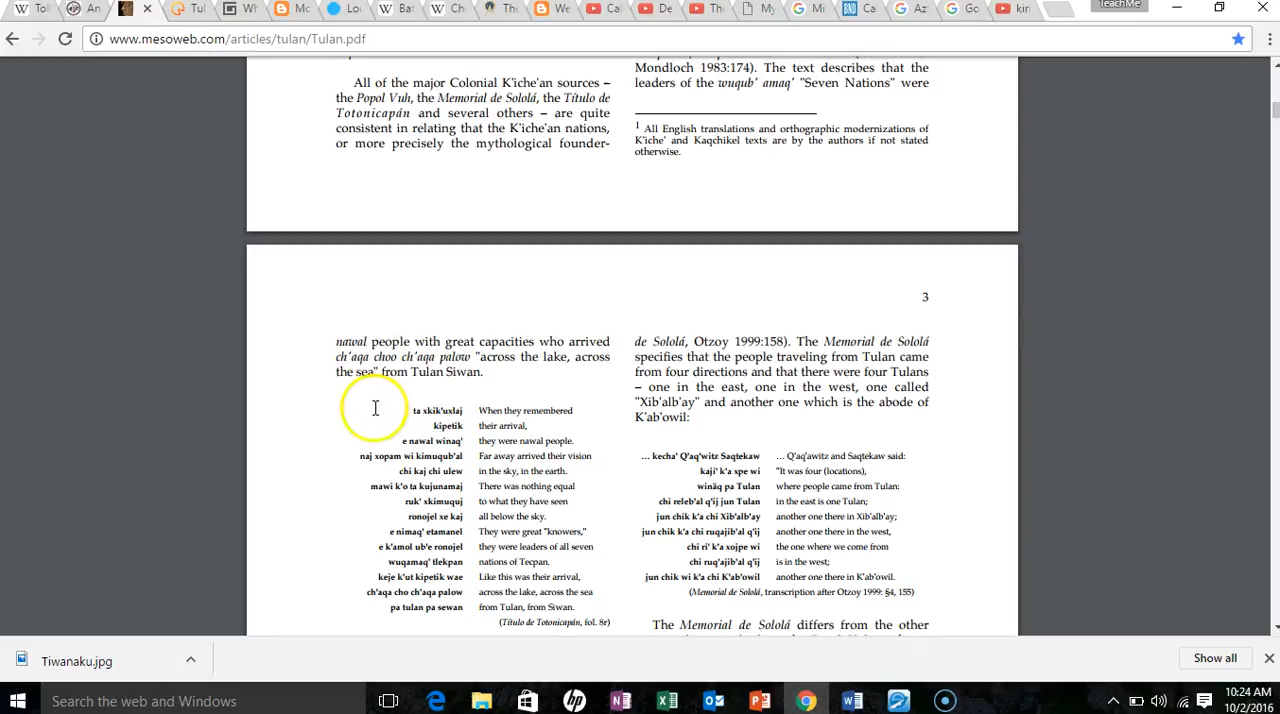 Tol
An
Tul
Wi
Mo
Lou
Bat
Ch
Th
We
Ca
De
Th
My
Mi
Ca
Az
Go
kin
TeachMe
www.mesoweb.com/articles/tulan/Tulan.pdf
All of the major Colonial K'iche'an sources –
the Popol Vuh, the Memorial de Sololá, the Título de
Totonicapán and several others – are quite
consistent in relating that the K'iche'an nations,
or more precisely the mythological founder-
Mondloch 1983:174). The text describes that the
leaders of the wuqub' amaq' "Seven Nations" were
1 All English translations and orthographic modernizations of
K'iche' and Kaqchikel texts are by the authors if not stated
otherwise.
3
nawal people with great capacities who arrived
ch'aqa choo ch'aqa palow "across the lake, across
the sea" from Tulan Siwan.
ta xkik'uxlaj When they remembered
kipetik their arrival,
e nawal winaq' they were nawal people.
naj xopam wi kimuqub'al Far away arrived their vision
chi kaj chi ulew in the sky, in the earth.
mawi k'o ta kujunamaj There was nothing equal
ruk' xkimuquj to what they have seen
ronojel xe kaj all below the sky.
e nimaq' etamanel They were great "knowers,"
e k'amol ub'e ronojel they were leaders of all seven
wuqamaq' tlekpan nations of Tecpan.
keje k'ut kipetik wae Like this was their arrival,
ch'aqa cho ch'aqa palow across the lake, across the sea
pa tulan pa sewan from Tulan, from Siwan.
(Título de Totonicapán, fol. 8r)
de Sololá, Otzoy 1999:158). The Memorial de Sololá
specifies that the people traveling from Tulan came
from four directions and that there were four Tulans
– one in the east, one in the west, one called
"Xib'alb'ay" and another one which is the abode of
K'ab'owil:
... kecha' Q'aq'witz Saqtekaw ... Q'aq'awitz and Saqtekaw said:
kaji' k'a xpe wi "It was four (locations),
winäq pa Tulan where people came from Tulan:
chi releb'al q'ij jun Tulan in the east is one Tulan;
jun chik k'a chi Xib'alb'ay another one there in Xib'alb'ay;
jun chik k'a chi ruqajib'al q'ij another one there in the west,
chi ri' k'a xojpe wi the one where we come from
chi ruq'ajib'al q'ij is in the west;
jun chik wi k'a chi K'ab'owil another one there in K'ab'owil.
(Memorial de Sololá, transcription after Otzoy 1999: §4, 155)
The Memorial de Sololá differs from the other
Tiwanaku.jpg
Show all
Search the web and Windows
10:24 AM
10/2/2016